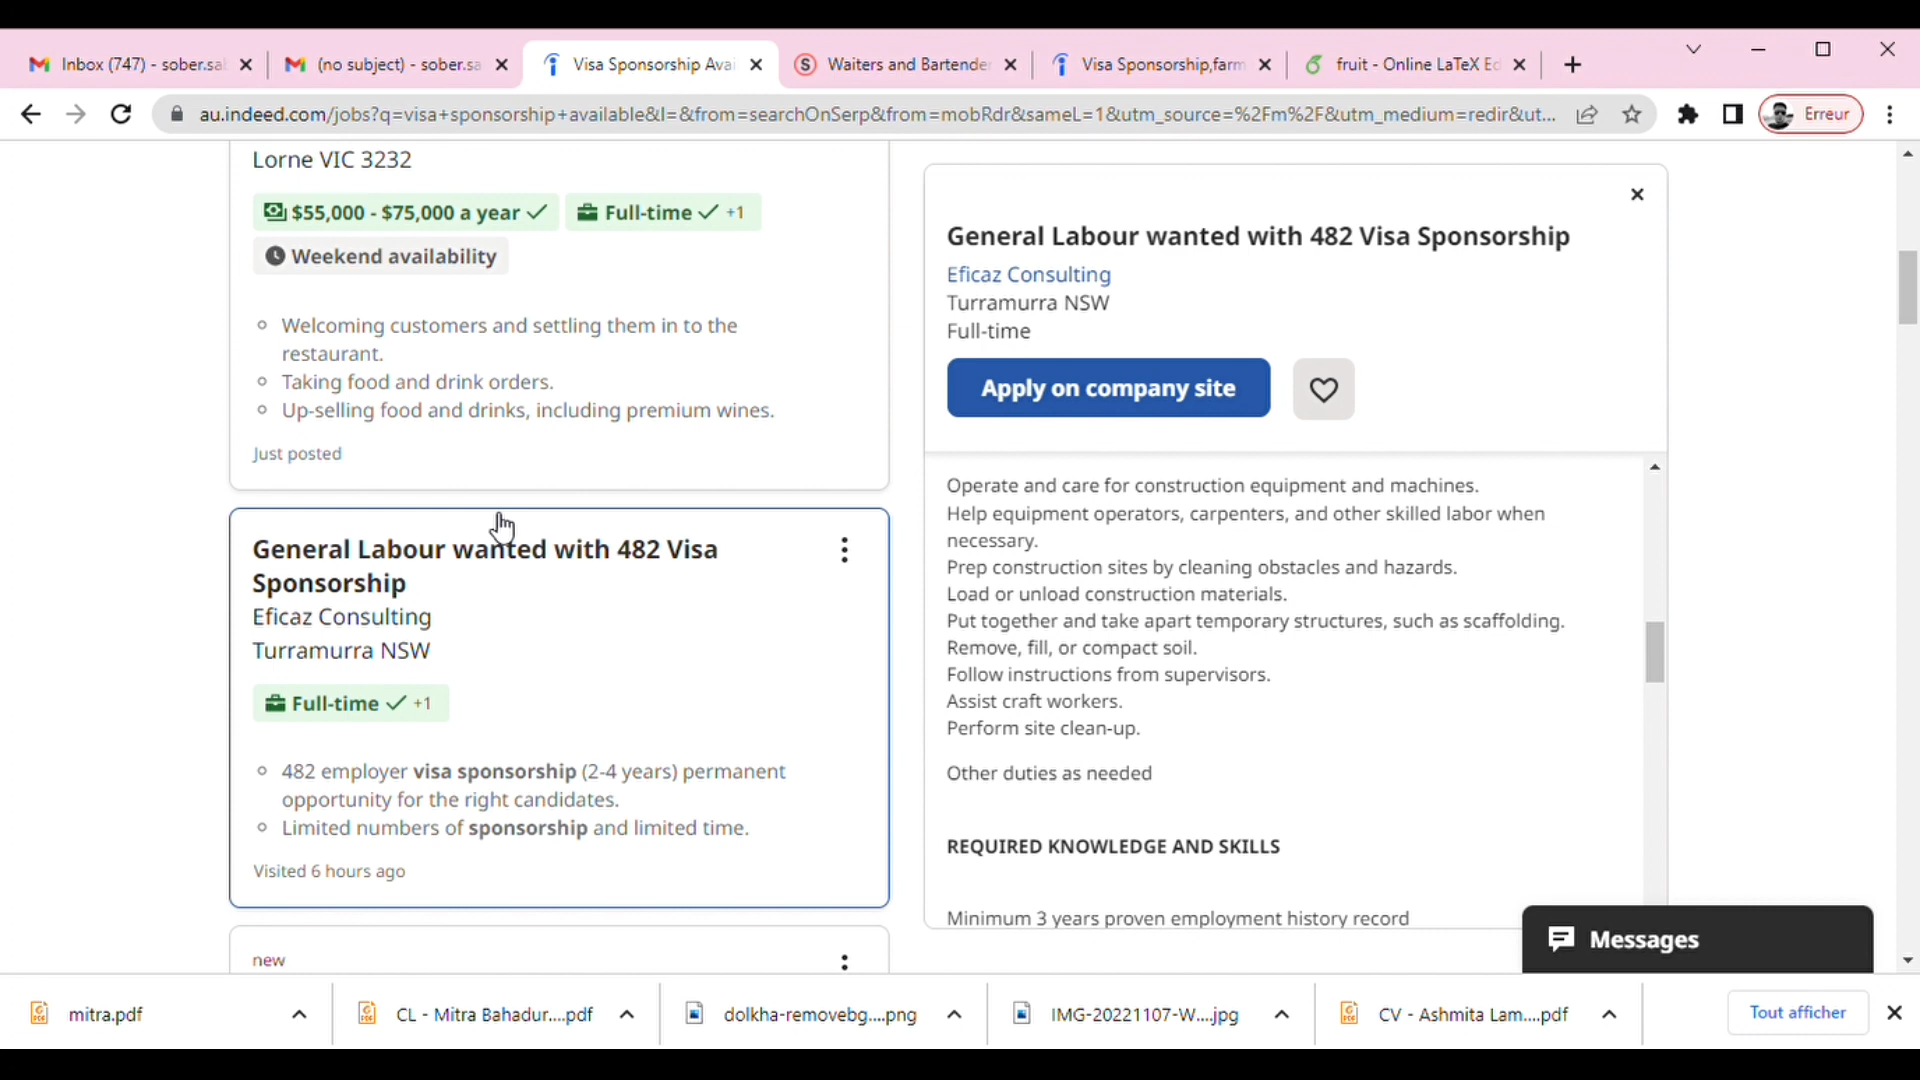 Inbox (747) - sober.sa
(no subject) - sober.sa
Visa Sponsorship Avai
Waiters and Bartende
Visa Sponsorship,farm
fruit - Online LaTeX Ed
au.indeed.com/jobs?q=visa+sponsorship+available&l=&from=searchOnSerp&from=mobRdr&sameL=1&utm_source=%2Fm%2F&utm_medium=redir&ut...
Erreur
Lorne VIC 3232
$55,000 - $75,000 a year
Full-time +1
Weekend availability
Welcoming customers and settling them in to the
restaurant.
Taking food and drink orders.
Up-selling food and drinks, including premium wines.
Just posted
General Labour wanted with 482 Visa
Sponsorship
Eficaz Consulting
Turramurra NSW
Full-time +1
482 employer visa sponsorship (2-4 years) permanent
opportunity for the right candidates.
Limited numbers of sponsorship and limited time.
Visited 6 hours ago
new
General Labour wanted with 482 Visa Sponsorship
Eficaz Consulting
Turramurra NSW
Full-time
Apply on company site
Operate and care for construction equipment and machines.
Help equipment operators, carpenters, and other skilled labor when
necessary.
Prep construction sites by cleaning obstacles and hazards.
Load or unload construction materials.
Put together and take apart temporary structures, such as scaffolding.
Remove, fill, or compact soil.
Follow instructions from supervisors.
Assist craft workers.
Perform site clean-up.
Other duties as needed
REQUIRED KNOWLEDGE AND SKILLS
Minimum 3 years proven employment history record
Messages
mitra.pdf
CL - Mitra Bahadur....pdf
dolkha-removebg....png
IMG-20221107-W....jpg
CV - Ashmita Lam....pdf
Tout afficher